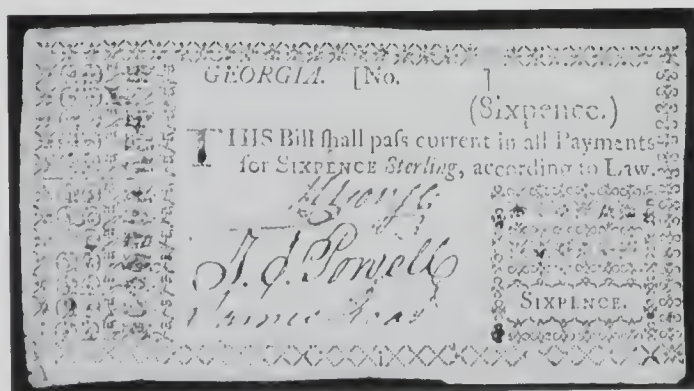 GEORGIA. [No. ]
(Sixpence.)
THIS Bill ſhall paſs current in all Payments
for SIXPENCE Sterling, according to Law.
J. J. Powell
SIXPENCE.